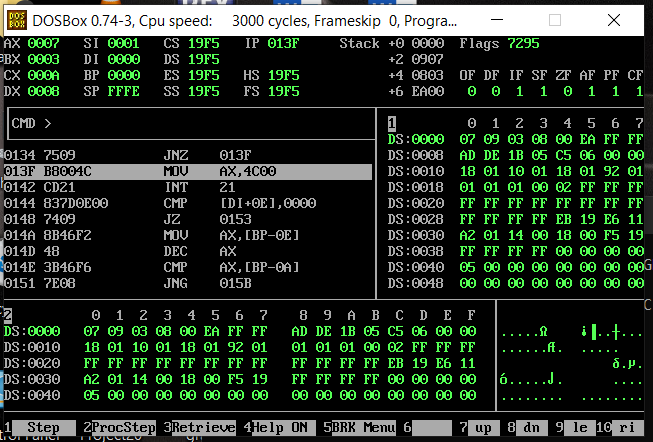 DOSBox 0.74-3, Cpu speed: 3000 cycles, Frameskip 0, Progra...
AX 0007 SI 0001 CS 19F5 IP 013F Stack +0 0000 Flags 7295
BX 0003 DI 0000 DS 19F5 +2 0907
CX 000A BP 0000 ES 19F5 HS 19F5 +4 0803 OF DF IF SF ZF AF PF CF
DX 0008 SP FFFE SS 19F5 FS 19F5 +6 EA00 0 0 1 1 0 1 1 1
CMD >
0134 7509 JNZ 013F
013F B8004C MOV AX,4C00
0142 CD21 INT 21
0144 837D0E00 CMP [DI+0E],0000
0148 7409 JZ 0153
014A 8B46F2 MOV AX,[BP-0E]
014D 48 DEC AX
014E 3B46F6 CMP AX,[BP-0A]
0151 7E08 JNG 015B
1 0 1 2 3 4 5 6 7
DS:0000 07 09 03 08 00 EA FF FF
DS:0008 AD DE 1B 05 C5 06 00 00
DS:0010 18 01 10 01 18 01 92 01
DS:0018 01 01 01 00 02 FF FF FF
DS:0020 FF FF FF FF FF FF FF FF
DS:0028 FF FF FF FF EB 19 E6 11
DS:0030 A2 01 14 00 18 00 F5 19
DS:0038 FF FF FF FF 00 00 00 00
DS:0040 05 00 00 00 00 00 00 00
DS:0048 00 00 00 00 00 00 00 00
2 0 1 2 3 4 5 6 7 8 9 A B C D E F
DS:0000 07 09 03 08 00 EA FF FF AD DE 1B 05 C5 06 00 00
DS:0010 18 01 10 01 18 01 92 01 01 01 01 00 02 FF FF FF
DS:0020 FF FF FF FF FF FF FF FF FF FF FF FF EB 19 E6 11
DS:0030 A2 01 14 00 18 00 F5 19 FF FF FF FF 00 00 00 00
DS:0040 05 00 00 00 00 00 00 00 00 00 00 00 00 00 00 00
.....Ω ¡▐..┼.
.......Æ. .....
δ.µ.
ó.....J. ....
........ ........
1 Step 2ProcStep 3Retrieve 4Help ON 5BRK Menu 6 7 up 8 dn 9 le 10 ri